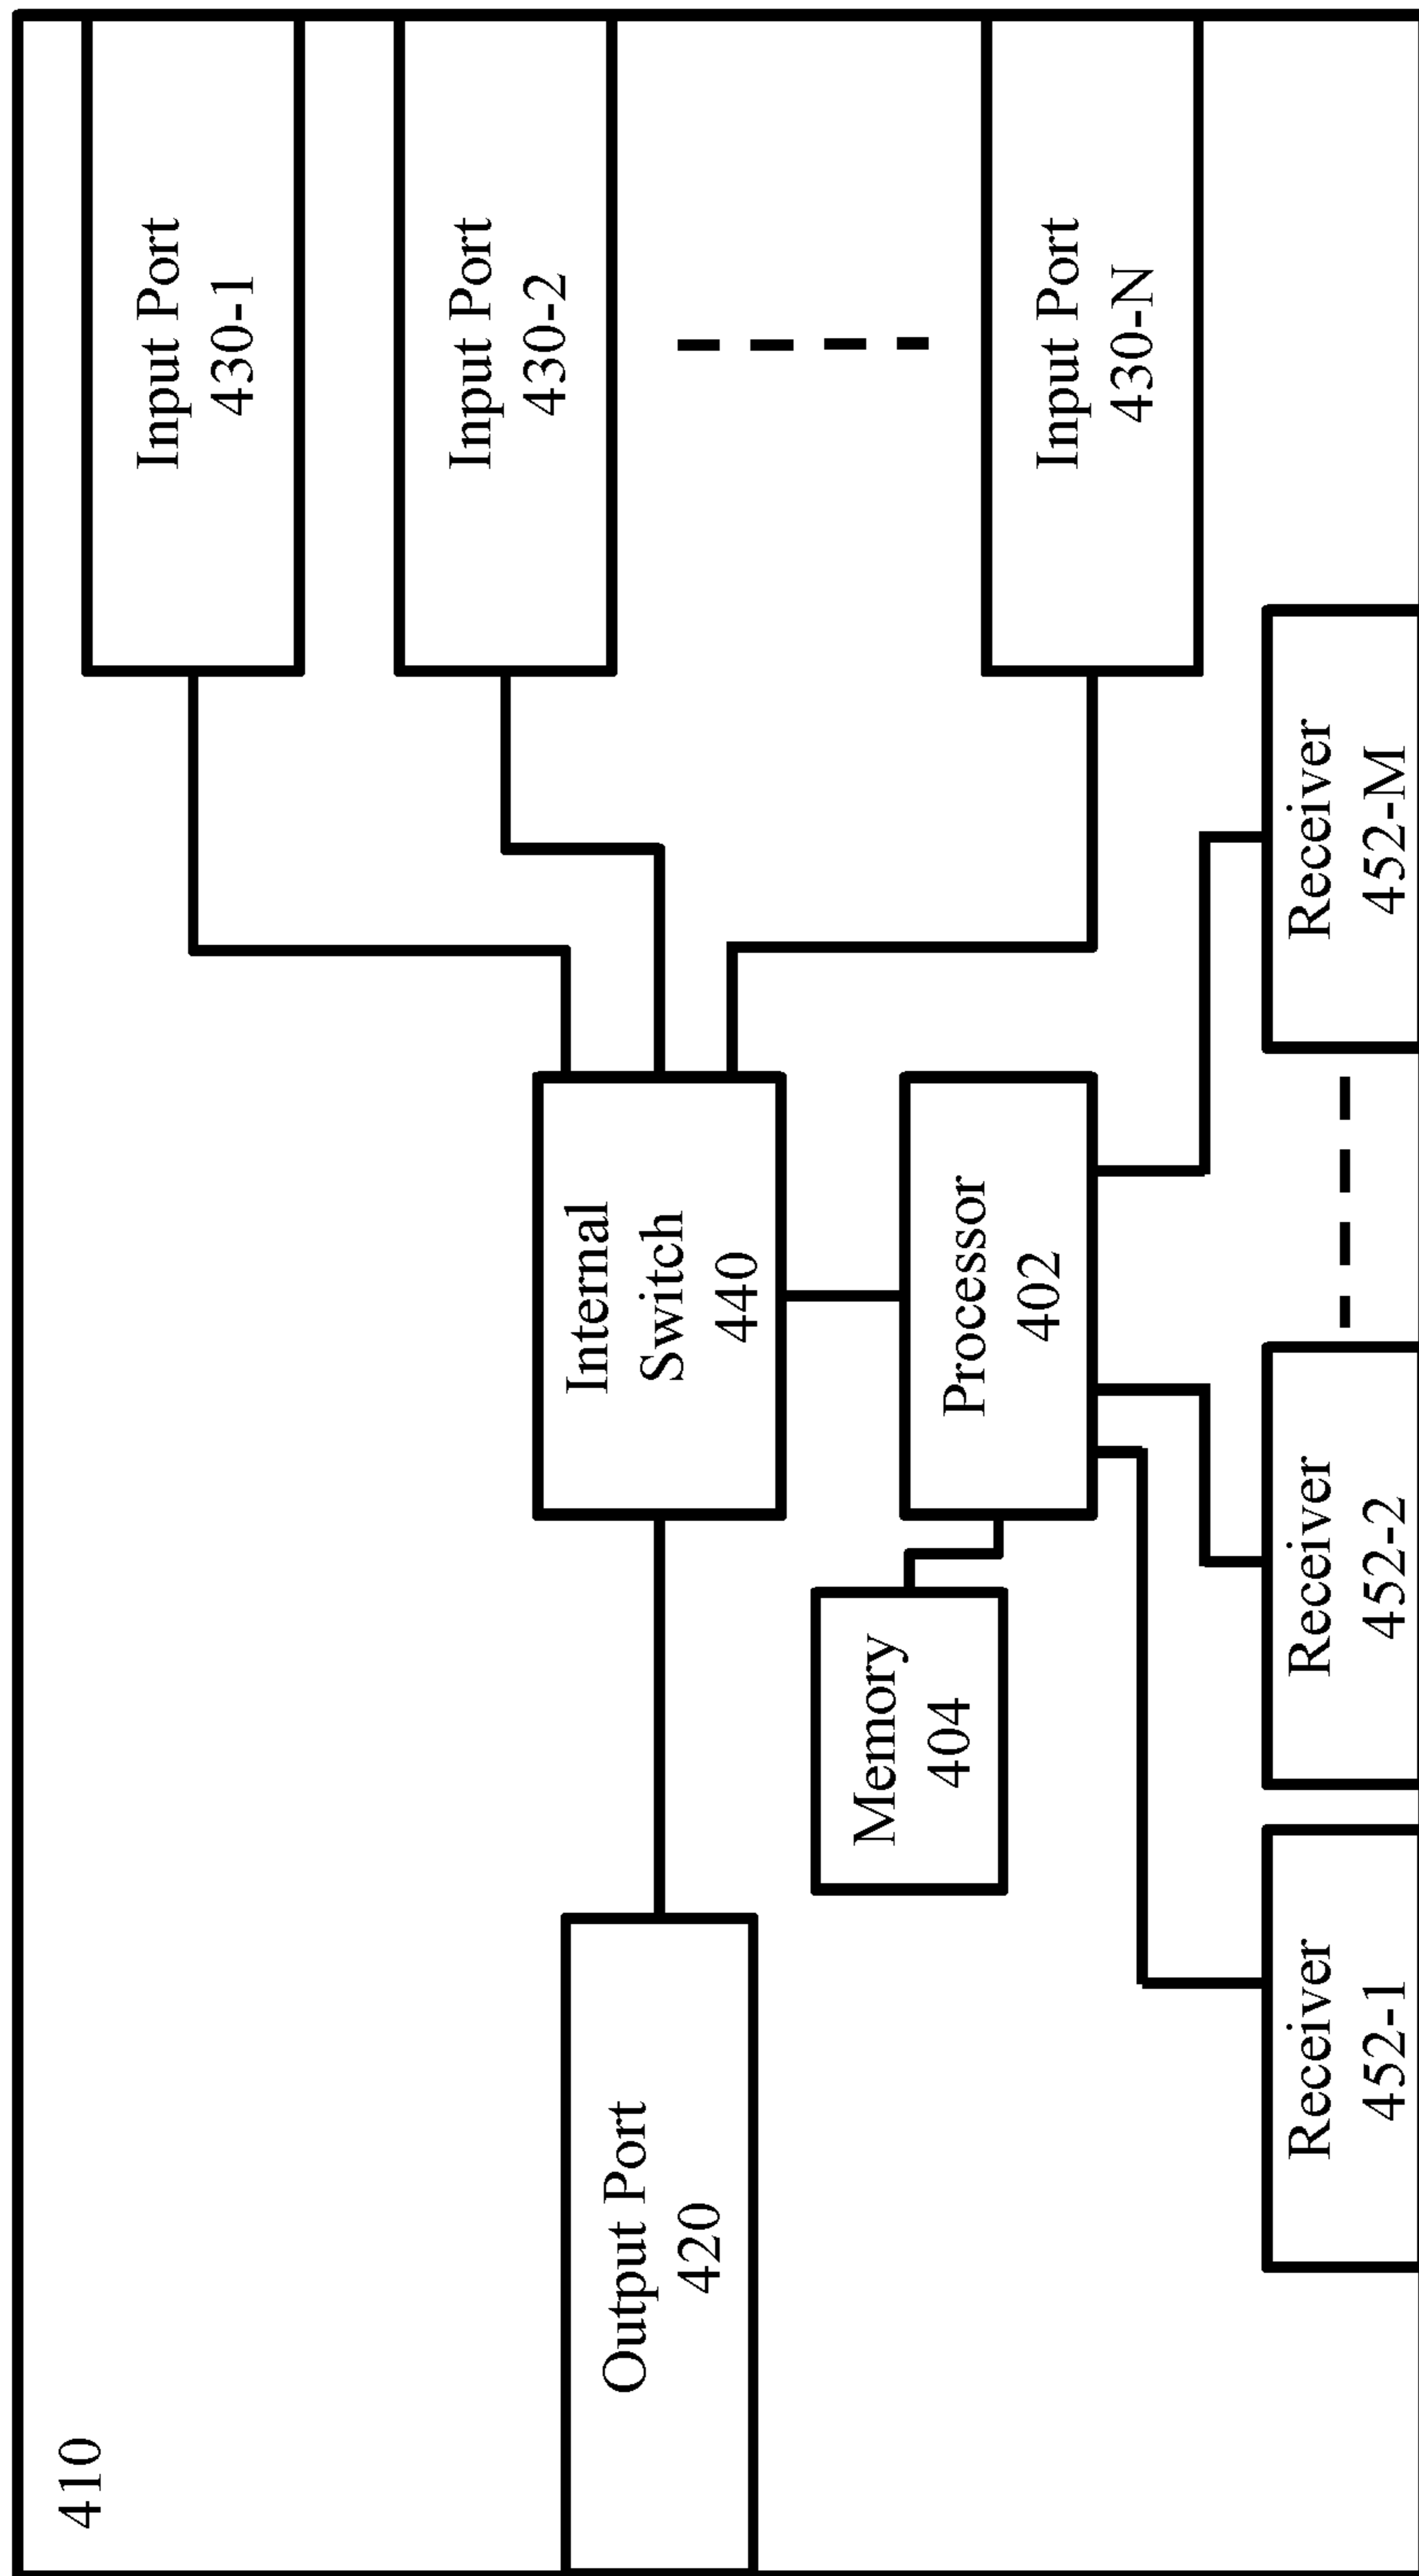 410
Input Port
430-1
Input Port
430-2
Input Port
430-N
Internal
Switch
440
Output Port
420
Processor
402
Memory
404
Receiver
452-1
Receiver
452-2
Receiver
452-M